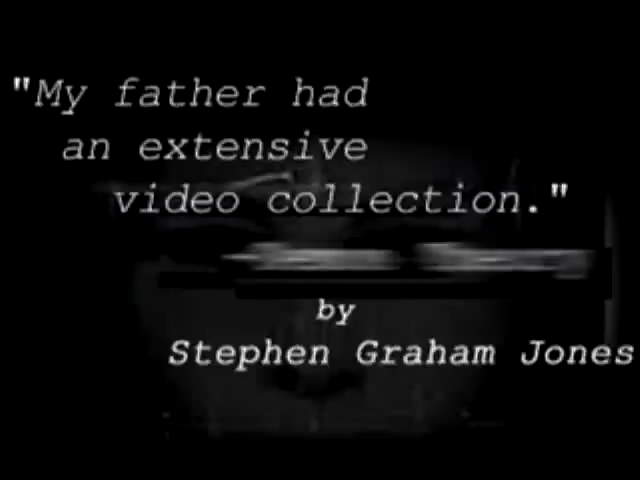 "My father had
an extensive
video collection."
by
Stephen Graham Jones